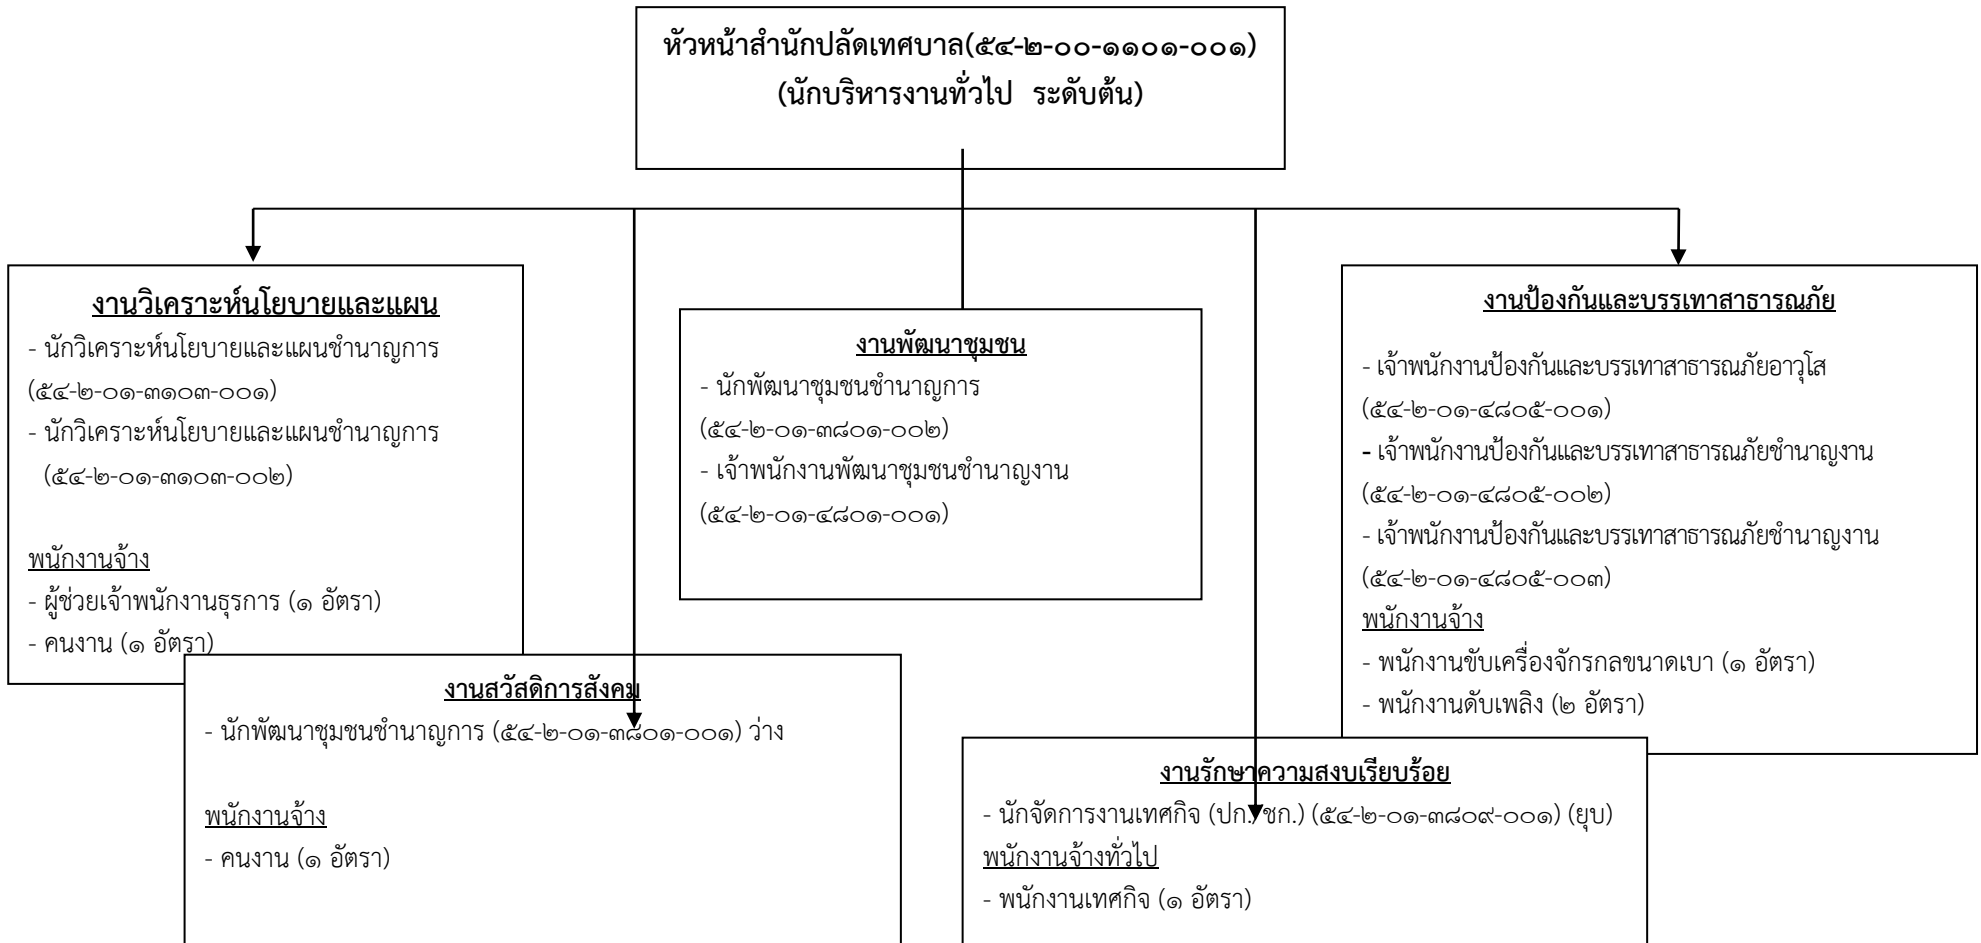 หัวหน้าสำนักปลัดเทศบาล(๕๔-๒-๐๐-๑๑๐๑-๐๐๑)
(นักบริหารงานทั่วไป ระดับต้น)
งานวิเคราะห์นโยบายและแผน
- นักวิเคราะห์นโยบายและแผนชำนาญการ
(๕๔-๒-๐๑-๓๑๐๓-๐๐๑)
- นักวิเคราะห์นโยบายและแผนชำนาญการ
(๕๔-๒-๐๑-๓๑๐๓-๐๐๒)
พนักงานจ้าง
- ผู้ช่วยเจ้าพนักงานธุรการ (๑ อัตรา)
- คนงาน (๑ อัตรา)
งานพัฒนาชุมชน
- นักพัฒนาชุมชนชำนาญการ
(๕๔-๒-๐๑-๓๘๐๑-๐๐๒)
- เจ้าพนักงานพัฒนาชุมชนชำนาญงาน
(๕๔-๒-๐๑-๔๘๐๑-๐๐๑)
งานป้องกันและบรรเทาสาธารณภัย
- เจ้าพนักงานป้องกันและบรรเทาสาธารณภัยอาวุโส
(๕๔-๒-๐๑-๔๘๐๕-๐๐๑)
- เจ้าพนักงานป้องกันและบรรเทาสาธารณภัยชำนาญงาน
(๕๔-๒-๐๑-๔๘๐๕-๐๐๒)
- เจ้าพนักงานป้องกันและบรรเทาสาธารณภัยชำนาญงาน
(๕๔-๒-๐๑-๔๘๐๕-๐๐๓)
พนักงานจ้าง
- พนักงานขับเครื่องจักรกลขนาดเบา (๑ อัตรา)
- พนักงานดับเพลิง (๒ อัตรา)
งานสวัสดิการสังคม
- นักพัฒนาชุมชนชำนาญการ (๕๔-๒-๐๑-๓๘๐๑-๐๐๑) ว่าง
พนักงานจ้าง
- คนงาน (๑ อัตรา)
งานรักษาความสงบเรียบร้อย
- นักจัดการงานเทศกิจ (ปก./ชก.) (๕๔-๒-๐๑-๓๘๐๙-๐๐๑) (ยุบ)
พนักงานจ้างทั่วไป
- พนักงานเทศกิจ (๑ อัตรา)